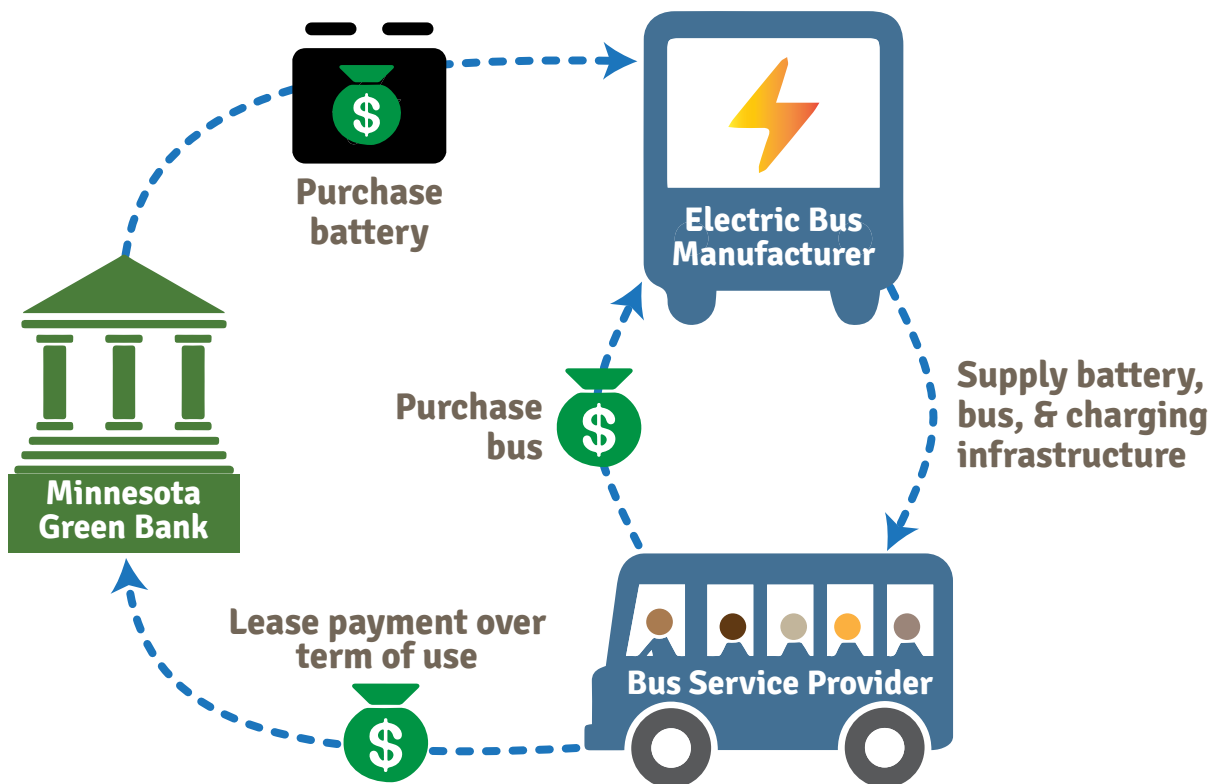 $
Purchase
battery
Electric Bus
Manufacturer
Purchase
bus
$
Supply battery,
bus, & charging
infrastructure
Minnesota
Green Bank
Lease payment over
term of use
$
Bus Service Provider